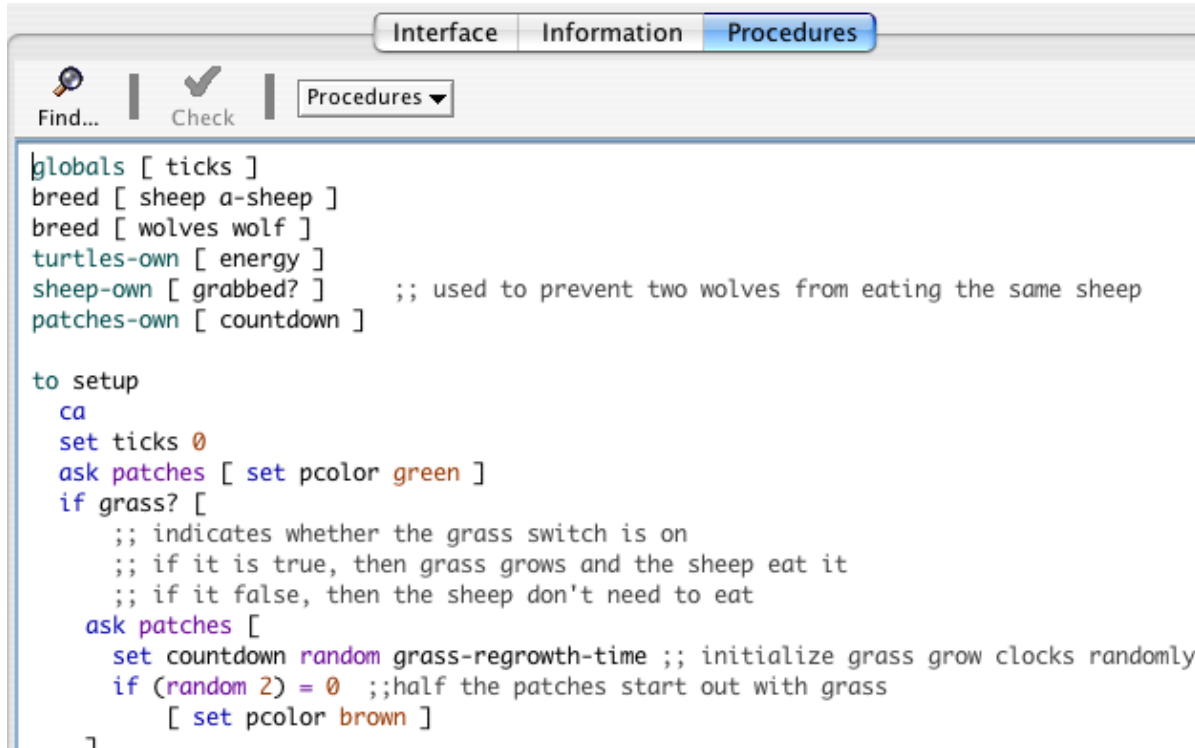 Interface Information Procedures
Find... Check Procedures
globals [ ticks ]
breed [ sheep a-sheep ]
breed [ wolves wolf ]
turtles-own [ energy ]
sheep-own [ grabbed? ]      ;; used to prevent two wolves from eating the same sheep
patches-own [ countdown ]

to setup
  ca
  set ticks 0
  ask patches [ set pcolor green ]
  if grass? [
      ;; indicates whether the grass switch is on
      ;; if it is true, then grass grows and the sheep eat it
      ;; if it false, then the sheep don't need to eat
    ask patches [
      set countdown random grass-regrowth-time ;; initialize grass grow clocks randomly
      if (random 2) = 0  ;;half the patches start out with grass
          [ set pcolor brown ]
    ]